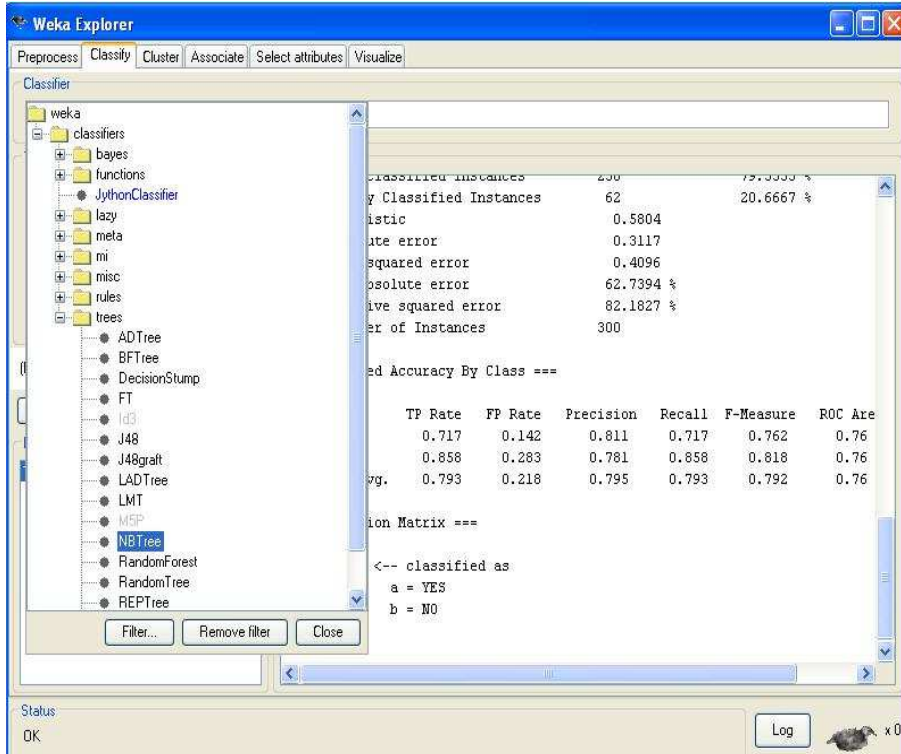 Weka Explorer
Preprocess Classify Cluster Associate Select attributes Visualize
Classifier
weka
classifiers
bayes
functions
JythonClassifier
lazy
meta
mi
misc
rules
trees
ADTree
BFTree
DecisionStump
FT
Id3
J48
J48graft
LADTree
LMT
M5P
NBTree
RandomForest
RandomTree
REPTree
Filter... Remove filter Close
y Classified Instances 62 20.6667 %
istic 0.5804
ute error 0.3117
squared error 0.4096
bsolute error 62.7394 %
ive squared error 82.1827 %
er of Instances 300
ed Accuracy By Class ===
TP Rate FP Rate Precision Recall F-Measure ROC Are
0.717 0.142 0.811 0.717 0.762 0.76
0.858 0.283 0.781 0.858 0.818 0.76
vg. 0.793 0.218 0.795 0.793 0.792 0.76
ion Matrix ===
<-- classified as
a = YES
b = NO
Status
OK
Log
x 0